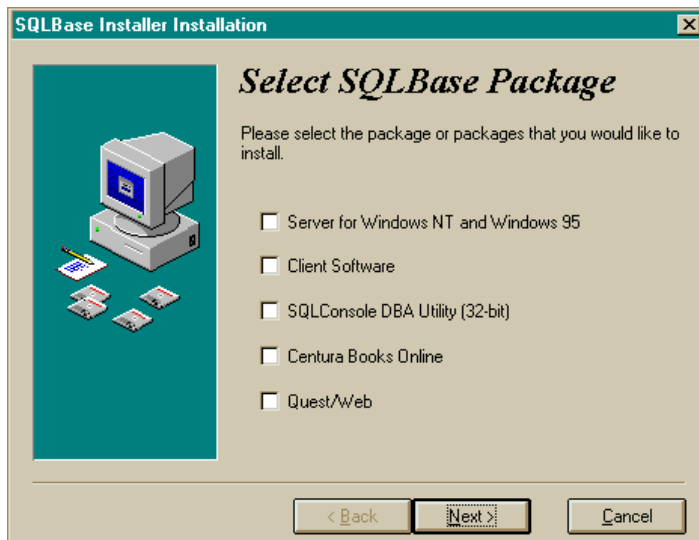 SQLBase Installer Installation
Select SQLBase Package
Please select the package or packages that you would like to
install.
Server for Windows NT and Windows 95
Client Software
SQLConsole DBA Utility (32-bit)
Centura Books Online
Quest/Web
< Back
Next >
Cancel